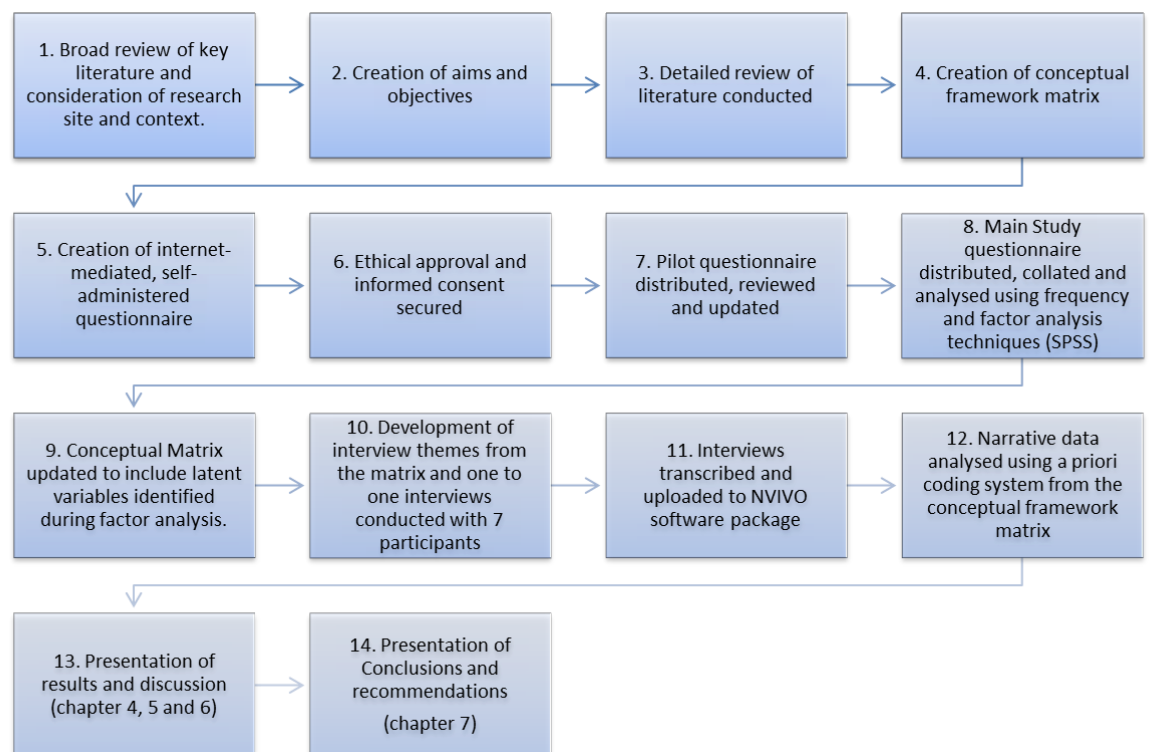 1. Broad review of key
literature and
consideration of research
site and context.
2. Creation of aims and
objectives
3. Detailed review of
literature conducted
4. Creation of conceptual
framework matrix
5. Creation of internet-
mediated, self-
administered
questionnaire
6. Ethical approval and
informed consent
secured
7. Pilot questionnaire
distributed, reviewed
and updated
8. Main Study
questionnaire
distributed, collated and
analysed using frequency
and factor analysis
techniques (SPSS)
9. Conceptual Matrix
updated to include latent
variables identified
during factor analysis.
10. Development of
interview themes from
the matrix and one to
one interviews
conducted with 7
participants
11. Interviews
transcribed and
uploaded to NVIVO
software package
12. Narrative data
analysed using a priori
coding system from the
conceptual framework
matrix
13. Presentation of
results and discussion
(chapter 4, 5 and 6)
14. Presentation of
Conclusions and
recommendations
(chapter 7)